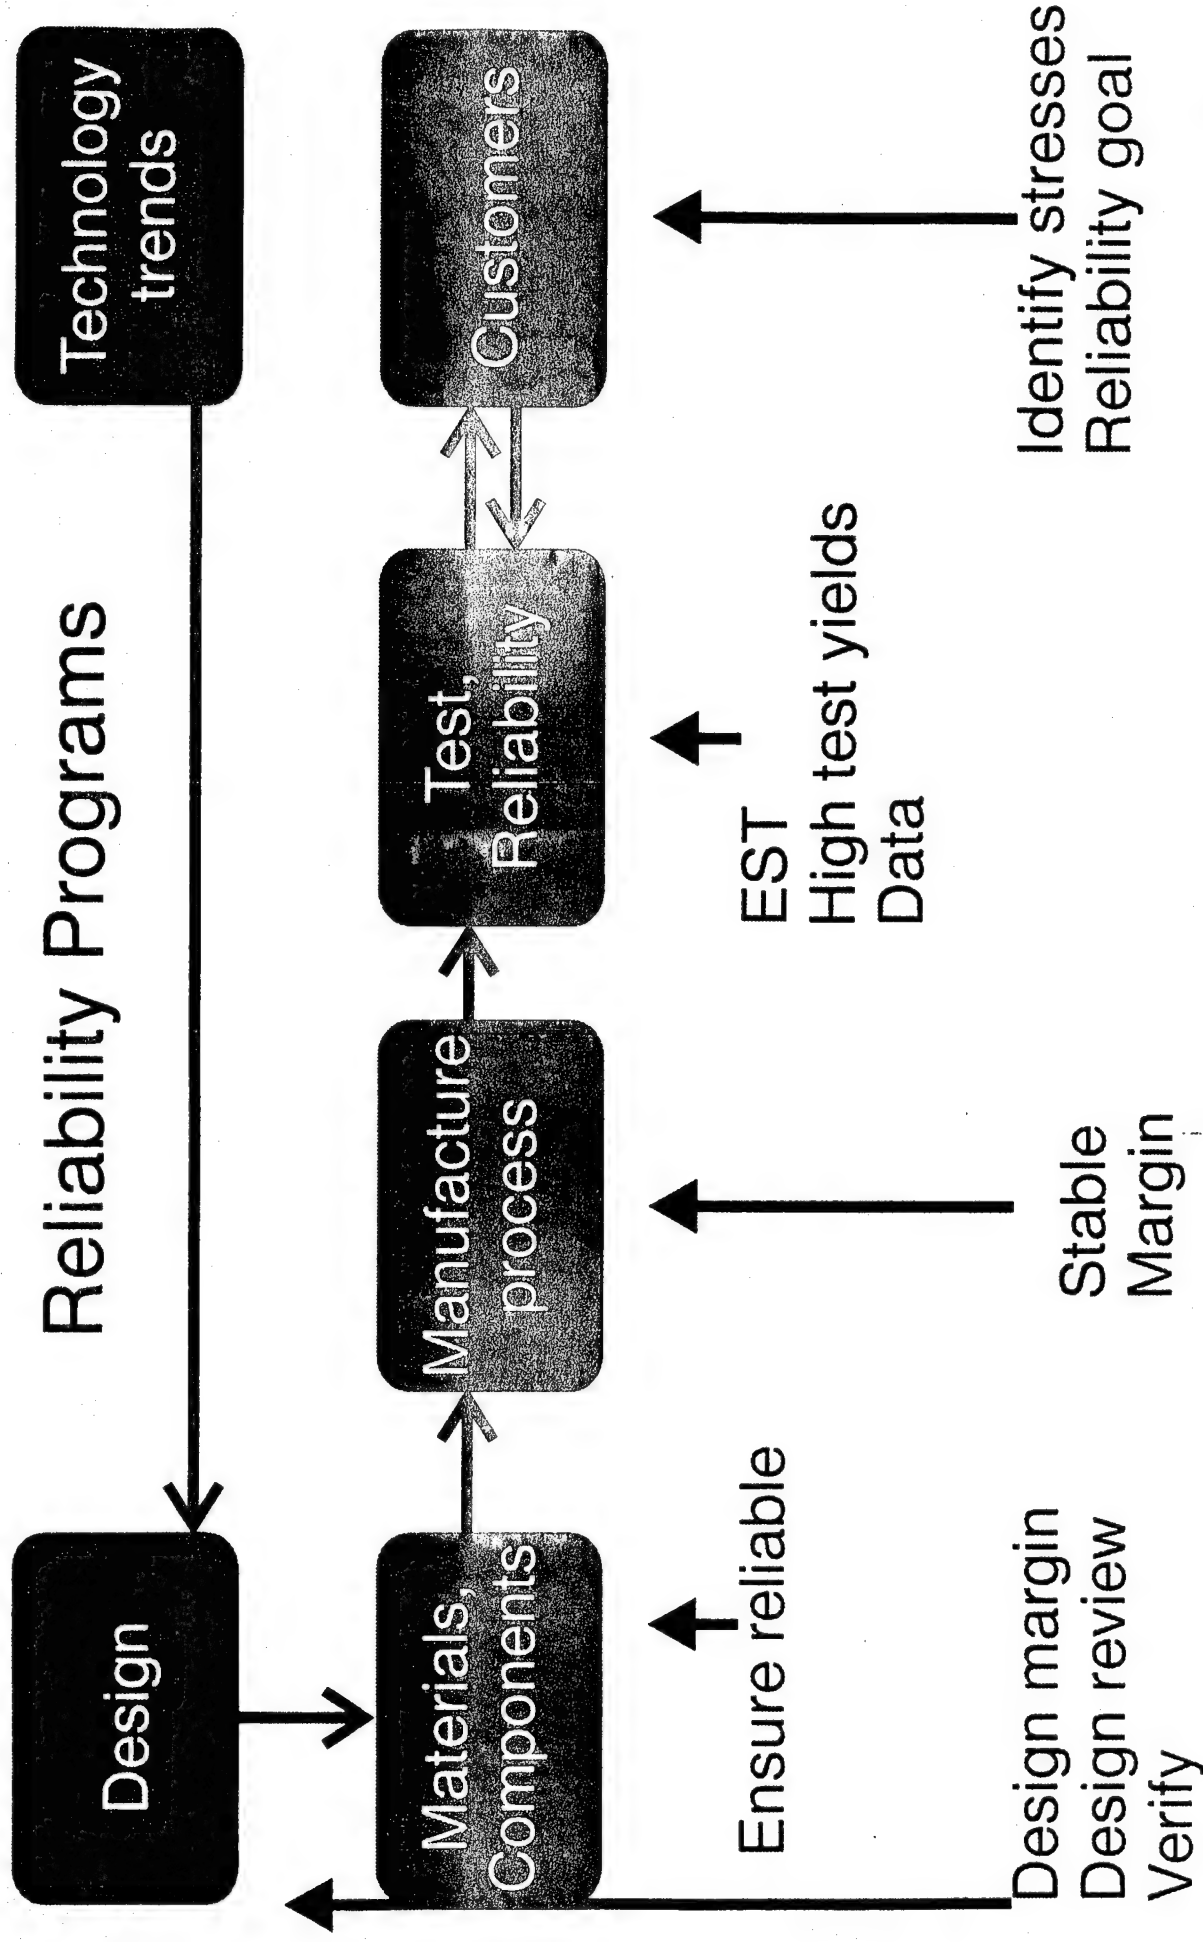 Reliability Programs
Design
Technology
trends
Materials,
Components
Manufacture
process
Test,
Reliability
Customers
Ensure reliable
EST
High test yields
Data
Design margin
Design review
Verify
Stable
Margin
Identify stresses
Reliability goal